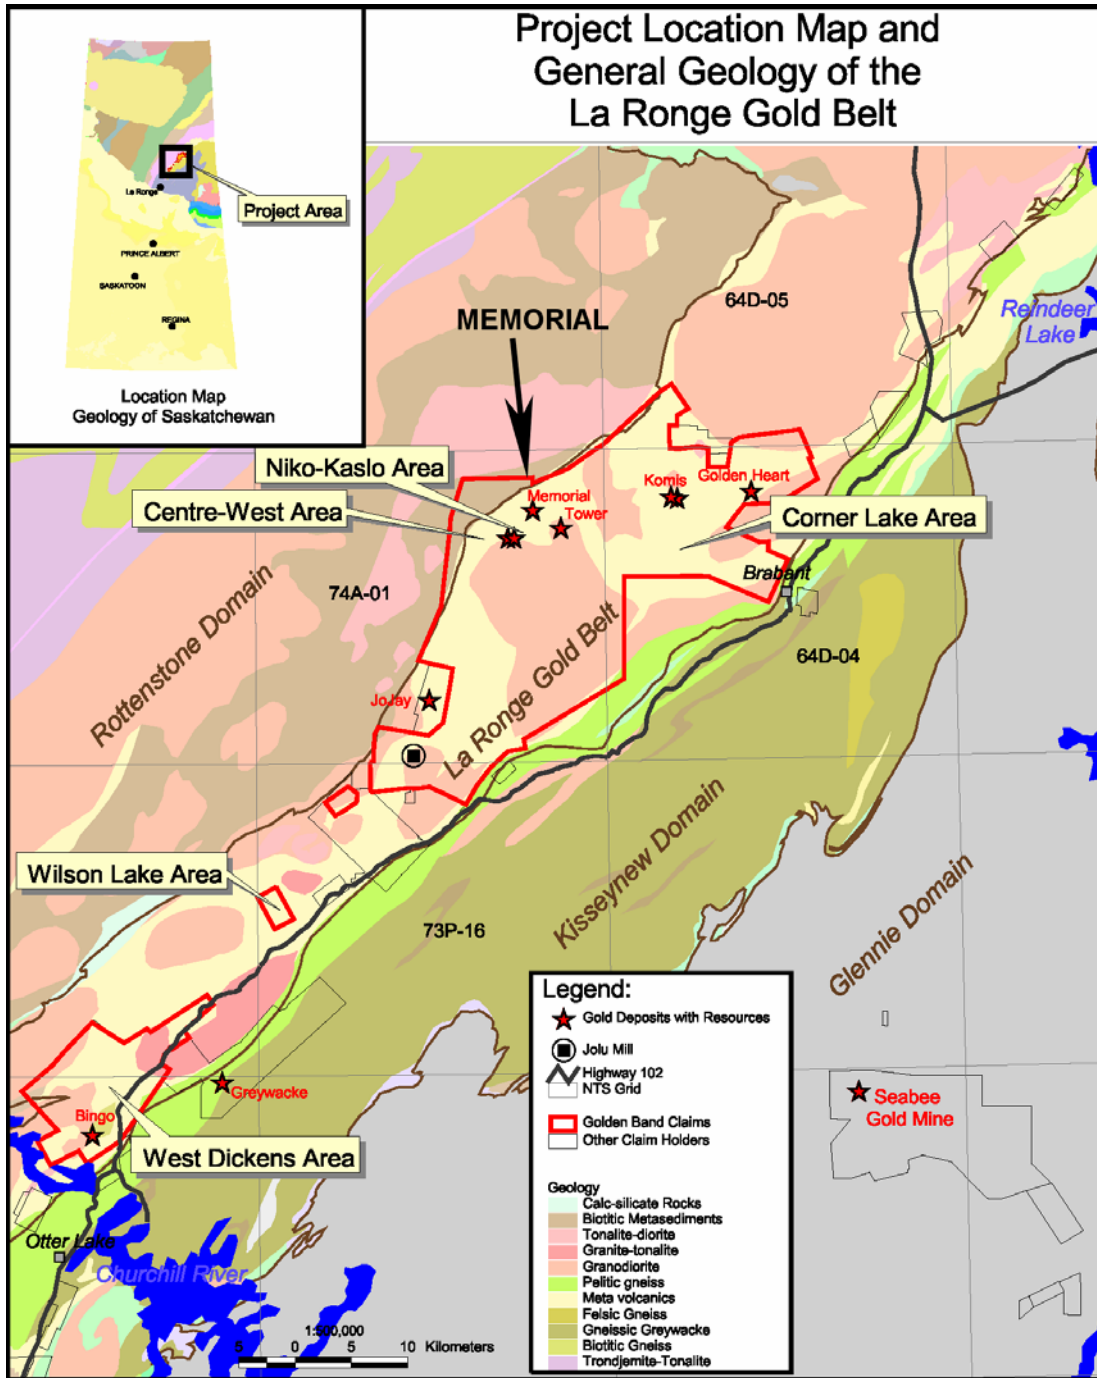 Project Location Map and
General Geology of the
La Ronge Gold Belt
La Ronge
Project Area
PRINCE ALBERT
SASKATOON
REGINA
Location Map
Geology of Saskatchewan
64D-05
Reindeer
Lake
MEMORIAL
Niko-Kaslo Area
Centre-West Area
Memorial
Tower
Komis
Golden Heart
Corner Lake Area
Brabant
74A-01
64D-04
Rottenstone Domain
La Ronge Gold Belt
JoJay
Kisseynew Domain
Glennie Domain
Wilson Lake Area
73P-16
Greywacke
Bingo
West Dickens Area
Otter Lake
Churchill River
Seabee
Gold Mine
Legend:
Gold Deposits with Resources
Jolu Mill
Highway 102
NTS Grid
Golden Band Claims
Other Claim Holders
Geology
Calc-silicate Rocks
Biotitic Metasediments
Tonalite-diorite
Granite-tonalite
Granodiorite
Pelitic gneiss
Meta volcanics
Felsic Gneiss
Gneissic Greywacke
Biotitic Gneiss
Trondjemite-Tonalite
1:500,000
5 0 5 10 Kilometers